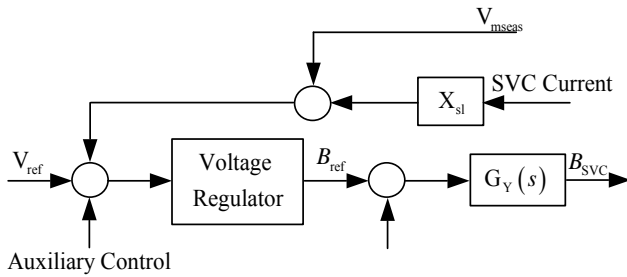 V_mseas
SVC Current
X_sl
V_ref
Voltage
Regulator
B_ref
G_Y(s)
B_SVC
Auxiliary Control